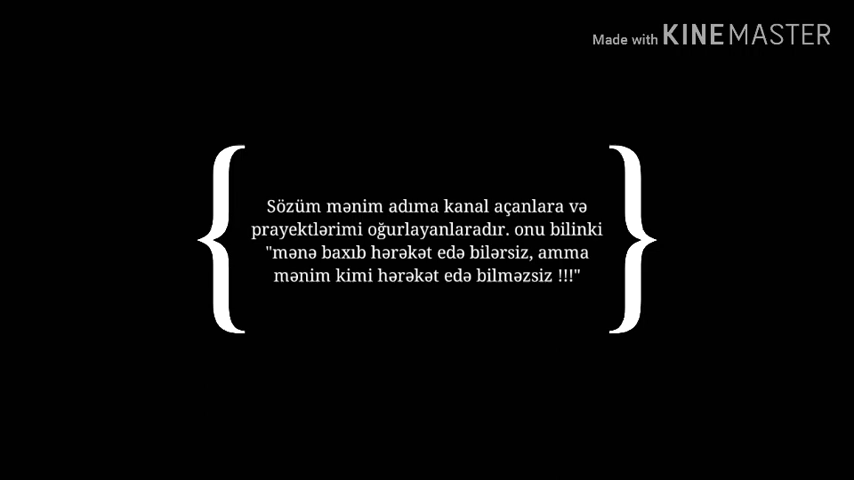 Made with KINEMASTER
Sözüm mənim adıma kanal açanlara və
prayektlərimi oğurlayanlaradır. onu bilinki
"mənə baxıb hərəkət edə bilərsiz, amma
mənim kimi hərəkət edə bilməzsiz !!!"